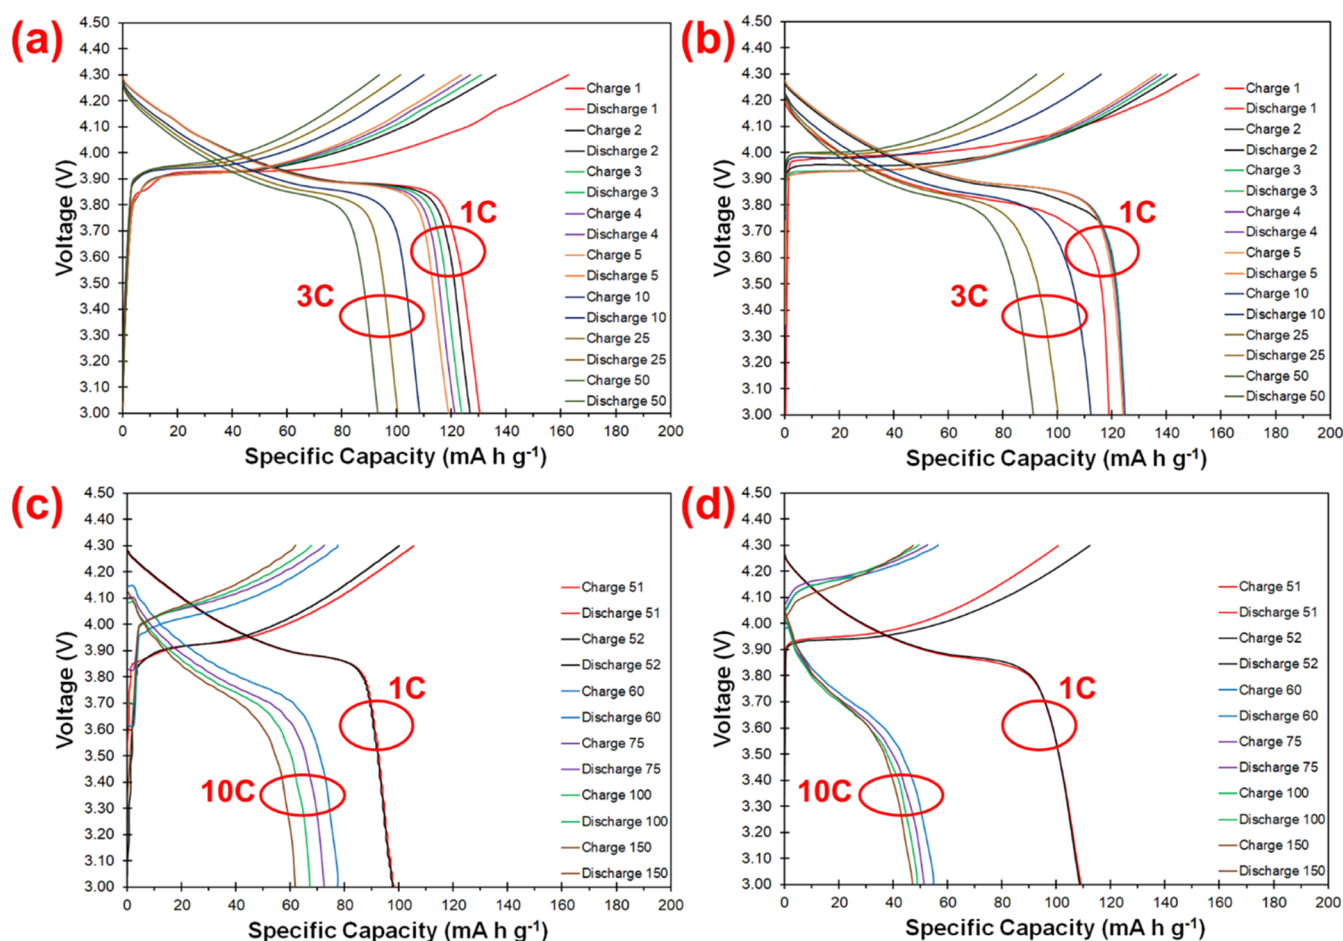 (a)
4.50
4.40
4.30
4.20
4.10
4.00
3.90
3.80
3.70
3.60
3.50
3.40
3.30
3.20
3.10
3.00
Voltage (V)
0 20 40 60 80 100 120 140 160 180 200
Specific Capacity (mA h g-1)
1C
3C
Charge 1
Discharge 1
Charge 2
Discharge 2
Charge 3
Discharge 3
Charge 4
Discharge 4
Charge 5
Discharge 5
Charge 10
Discharge 10
Charge 25
Discharge 25
Charge 50
Discharge 50
(b)
4.50
4.40
4.30
4.20
4.10
4.00
3.90
3.80
3.70
3.60
3.50
3.40
3.30
3.20
3.10
3.00
Voltage (V)
0 20 40 60 80 100 120 140 160 180 200
Specific Capacity (mA h g-1)
1C
3C
Charge 1
Discharge 1
Charge 2
Discharge 2
Charge 3
Discharge 3
Charge 4
Discharge 4
Charge 5
Discharge 5
Charge 10
Discharge 10
Charge 25
Discharge 25
Charge 50
Discharge 50
(c)
4.50
4.40
4.30
4.20
4.10
4.00
3.90
3.80
3.70
3.60
3.50
3.40
3.30
3.20
3.10
3.00
Voltage (V)
0 20 40 60 80 100 120 140 160 180 200
Specific Capacity (mA h g-1)
1C
10C
Charge 51
Discharge 51
Charge 52
Discharge 52
Charge 60
Discharge 60
Charge 75
Discharge 75
Charge 100
Discharge 100
Charge 150
Discharge 150
(d)
4.50
4.40
4.30
4.20
4.10
4.00
3.90
3.80
3.70
3.60
3.50
3.40
3.30
3.20
3.10
3.00
Voltage (V)
0 20 40 60 80 100 120 140 160 180 200
Specific Capacity (mA h g-1)
1C
10C
Charge 51
Discharge 51
Charge 52
Discharge 52
Charge 60
Discharge 60
Charge 75
Discharge 75
Charge 100
Discharge 100
Charge 150
Discharge 150